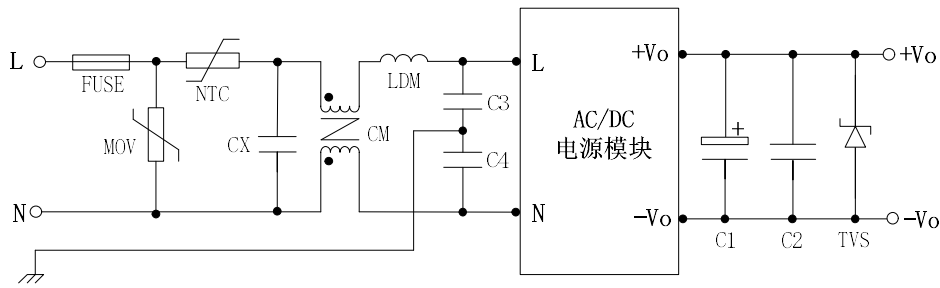 L
FUSE
MOV
NTC
CX
CM
LDM
C3
C4
N
L
N
AC/DC
电源模块
+Vo
-Vo
+
C1
C2
TVS
+Vo
-Vo